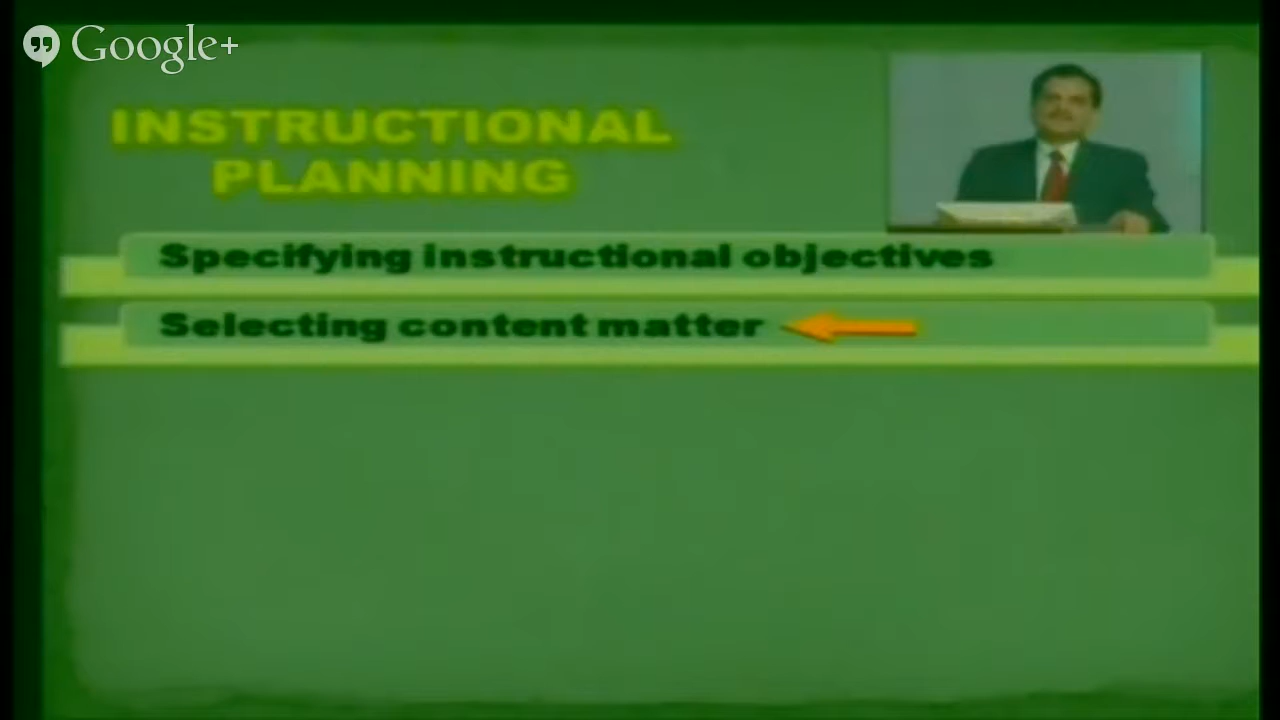 Google+
INSTRUCTIONAL
PLANNING
Specifying instructional objectives
Selecting content matter